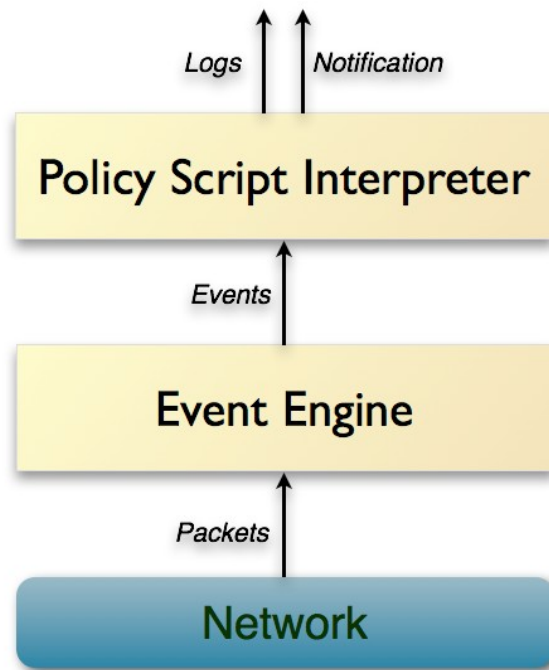 Logs
Notification
Policy Script Interpreter
Events
Event Engine
Packets
Network